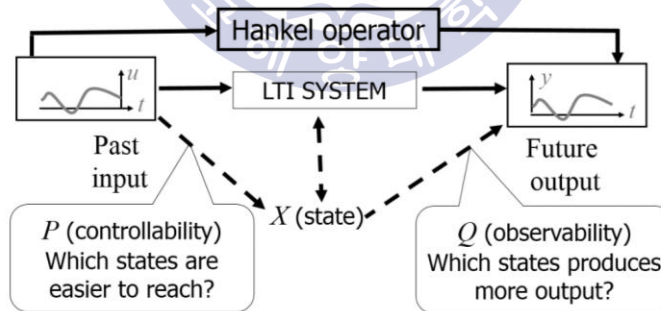 Hankel operator
u
t
LTI SYSTEM
y
t
Past
input
Future
output
X (state)
P (controllability)
Which states are
easier to reach?
Q (observability)
Which states produces
more output?